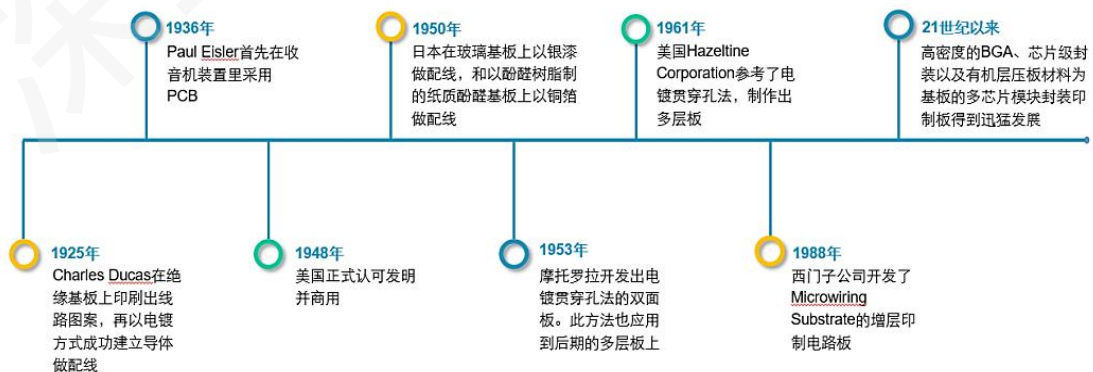 1936年
Paul Eisler首先在收
音机装置里采用
PCB
1950年
日本在玻璃基板上以银漆
做配线，和以酚醛树脂制
的纸质酚醛基板上以铜箔
做配线
1961年
美国Hazeltine
Corporation参考了电
镀贯穿孔法，制作出
多层板
21世纪以来
高密度的BGA、芯片级封
装以及有机层压板材料为
基板的多芯片模块封装印
制板得到迅猛发展
1925年
Charles Ducas在绝
缘基板上印刷出线
路图案，再以电镀
方式成功建立导体
做配线
1948年
美国正式认可发明
并商用
1953年
摩托罗拉开发出电
镀贯穿孔法的双面
板。此方法也应用
到后期的多层板上
1988年
西门子公司开发了
Microwiring
Substrate的增层印
制电路板